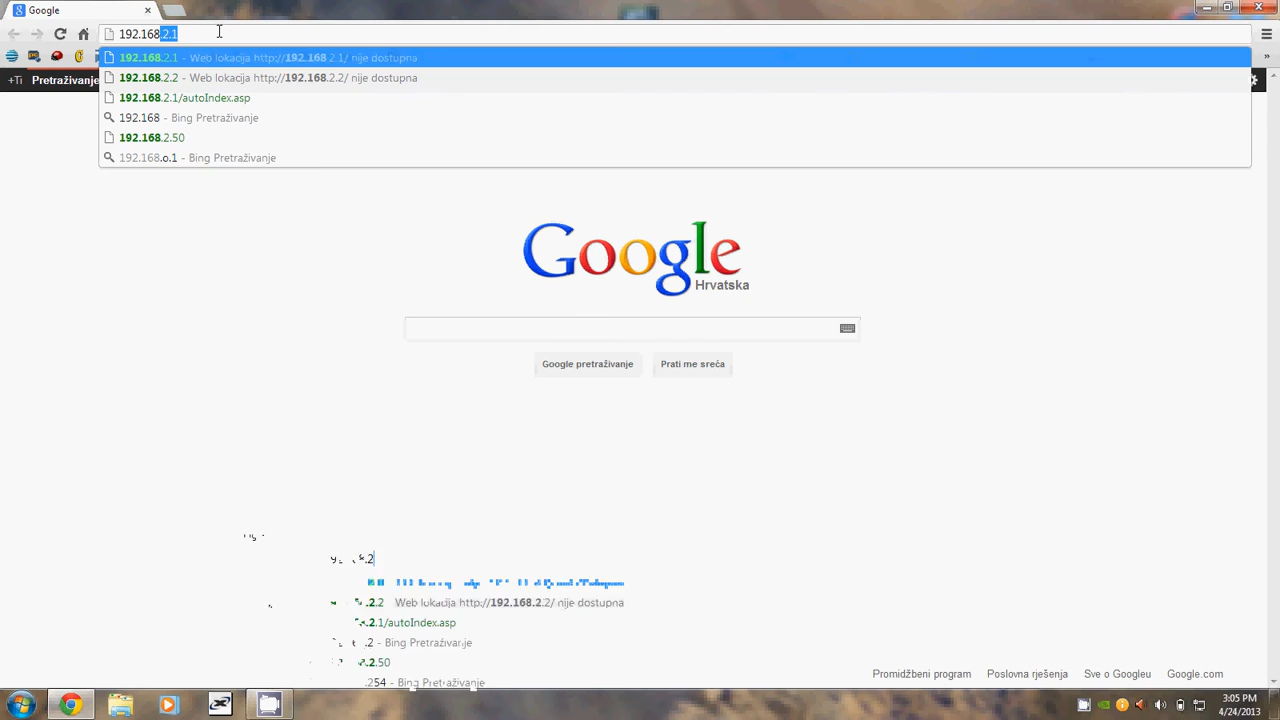 Google
192.168.2.1
192.168.2.1 - Web lokacija http://192.168.2.1/ nije dostupna
192.168.2.2 - Web lokacija http://192.168.2.2/ nije dostupna
192.168.2.1/autoIndex.asp
192.168 - Bing Pretraživanje
192.168.2.50
192.168.o.1 - Bing Pretraživanje
+Ti Pretraživanje
Google
Hrvatska
Google pretraživanje Prati me sreća
.2
.2.2 Web lokacija http://192.168.2.2/ nije dostupna
.2.1/autoIndex.asp
.2 - Bing Pretraživanje
.2.50
.254 - Bing Pretraživanje
Promidžbeni program Poslovna rješenja Sve o Googleu Google.com
3:05 PM
4/24/2013